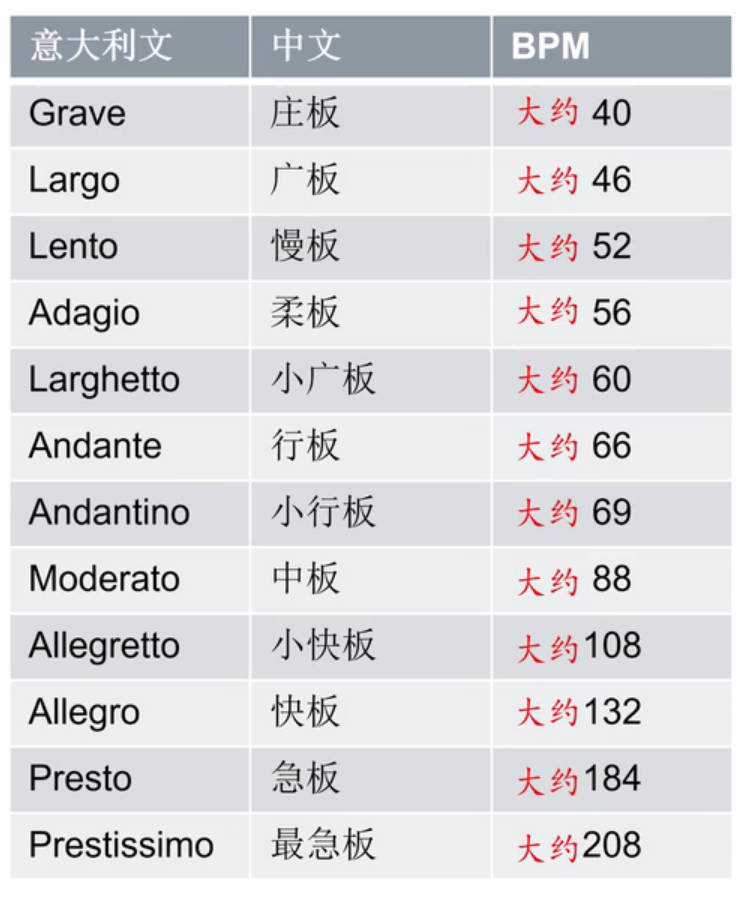 意大利文 中文 BPM
Grave 庄板 大约 40
Largo 广板 大约 46
Lento 慢板 大约 52
Adagio 柔板 大约 56
Larghetto 小广板 大约 60
Andante 行板 大约 66
Andantino 小行板 大约 69
Moderato 中板 大约 88
Allegretto 小快板 大约108
Allegro 快板 大约132
Presto 急板 大约184
Prestissimo 最急板 大约208